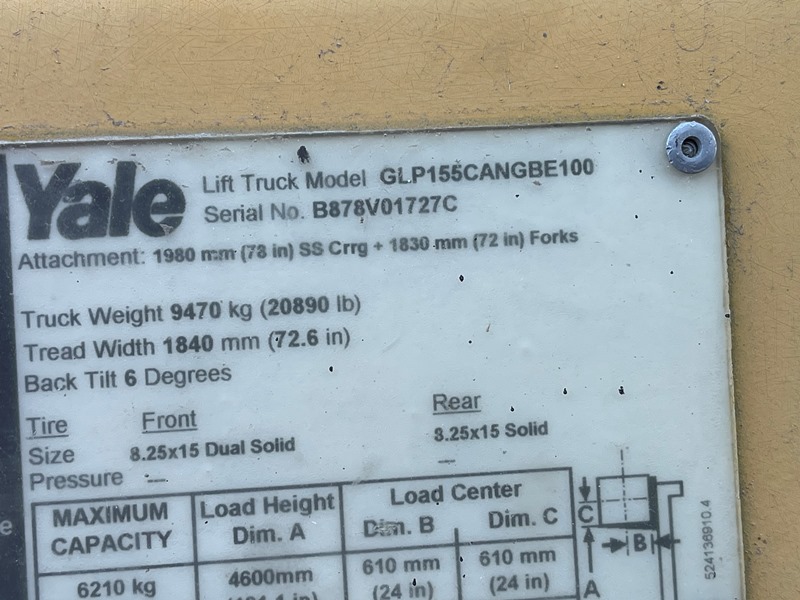 Yale
Lift Truck Model GLP155CANGBE100
Serial No. B878V01727C
Attachment: 1980 mm (78 in) SS Crrg + 1830 mm (72 in) Forks
Truck Weight 9470 kg (20890 lb)
Tread Width 1840 mm (72.6 in)
Back Tilt 6 Degrees
Tire Front Rear
Size 8.25x15 Dual Solid 8.25x15 Solid
Pressure — —
MAXIMUM CAPACITY
Load Height Dim. A
Load Center
Dim. B Dim. C
6210 kg 4600mm 610 mm 610 mm
(24 in) (24 in)
C
B
A
524136910.4
e